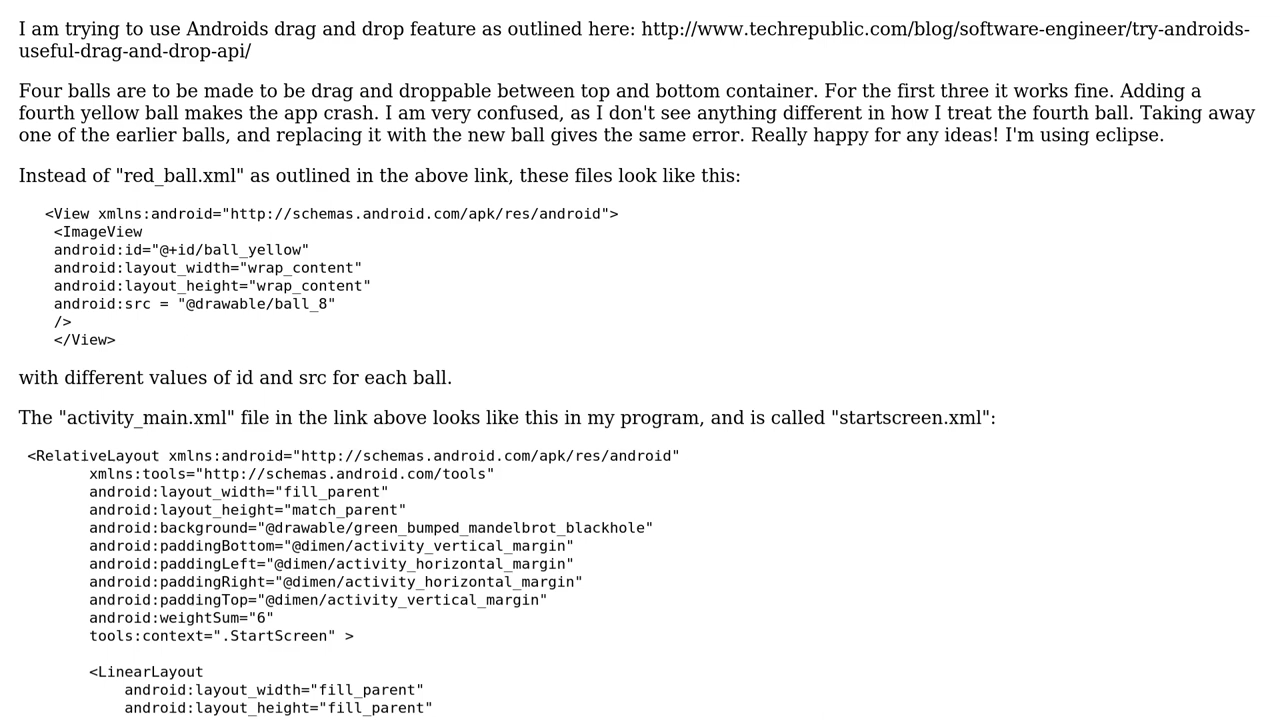 I am trying to use Androids drag and drop feature as outlined here: http://www.techrepublic.com/blog/software-engineer/try-androids-
useful-drag-and-drop-api/
Four balls are to be made to be drag and droppable between top and bottom container. For the first three it works fine. Adding a
fourth yellow ball makes the app crash. I am very confused, as I don't see anything different in how I treat the fourth ball. Taking away
one of the earlier balls, and replacing it with the new ball gives the same error. Really happy for any ideas! I'm using eclipse.
Instead of "red_ball.xml" as outlined in the above link, these files look like this:
<View xmlns:android="http://schemas.android.com/apk/res/android">
<ImageView
android:id="@+id/ball_yellow"
android:layout_width="wrap_content"
android:layout_height="wrap_content"
android:src = "@drawable/ball_8"
/>
</View>
with different values of id and src for each ball.
The "activity_main.xml" file in the link above looks like this in my program, and is called "startscreen.xml":
<RelativeLayout xmlns:android="http://schemas.android.com/apk/res/android"
xmlns:tools="http://schemas.android.com/tools"
android:layout_width="fill_parent"
android:layout_height="match_parent"
android:background="@drawable/green_bumped_mandelbrot_blackhole"
android:paddingBottom="@dimen/activity_vertical_margin"
android:paddingLeft="@dimen/activity_horizontal_margin"
android:paddingRight="@dimen/activity_horizontal_margin"
android:paddingTop="@dimen/activity_vertical_margin"
android:weightSum="6"
tools:context=".StartScreen" >
<LinearLayout
android:layout_width="fill_parent"
android:layout_height="fill_parent"